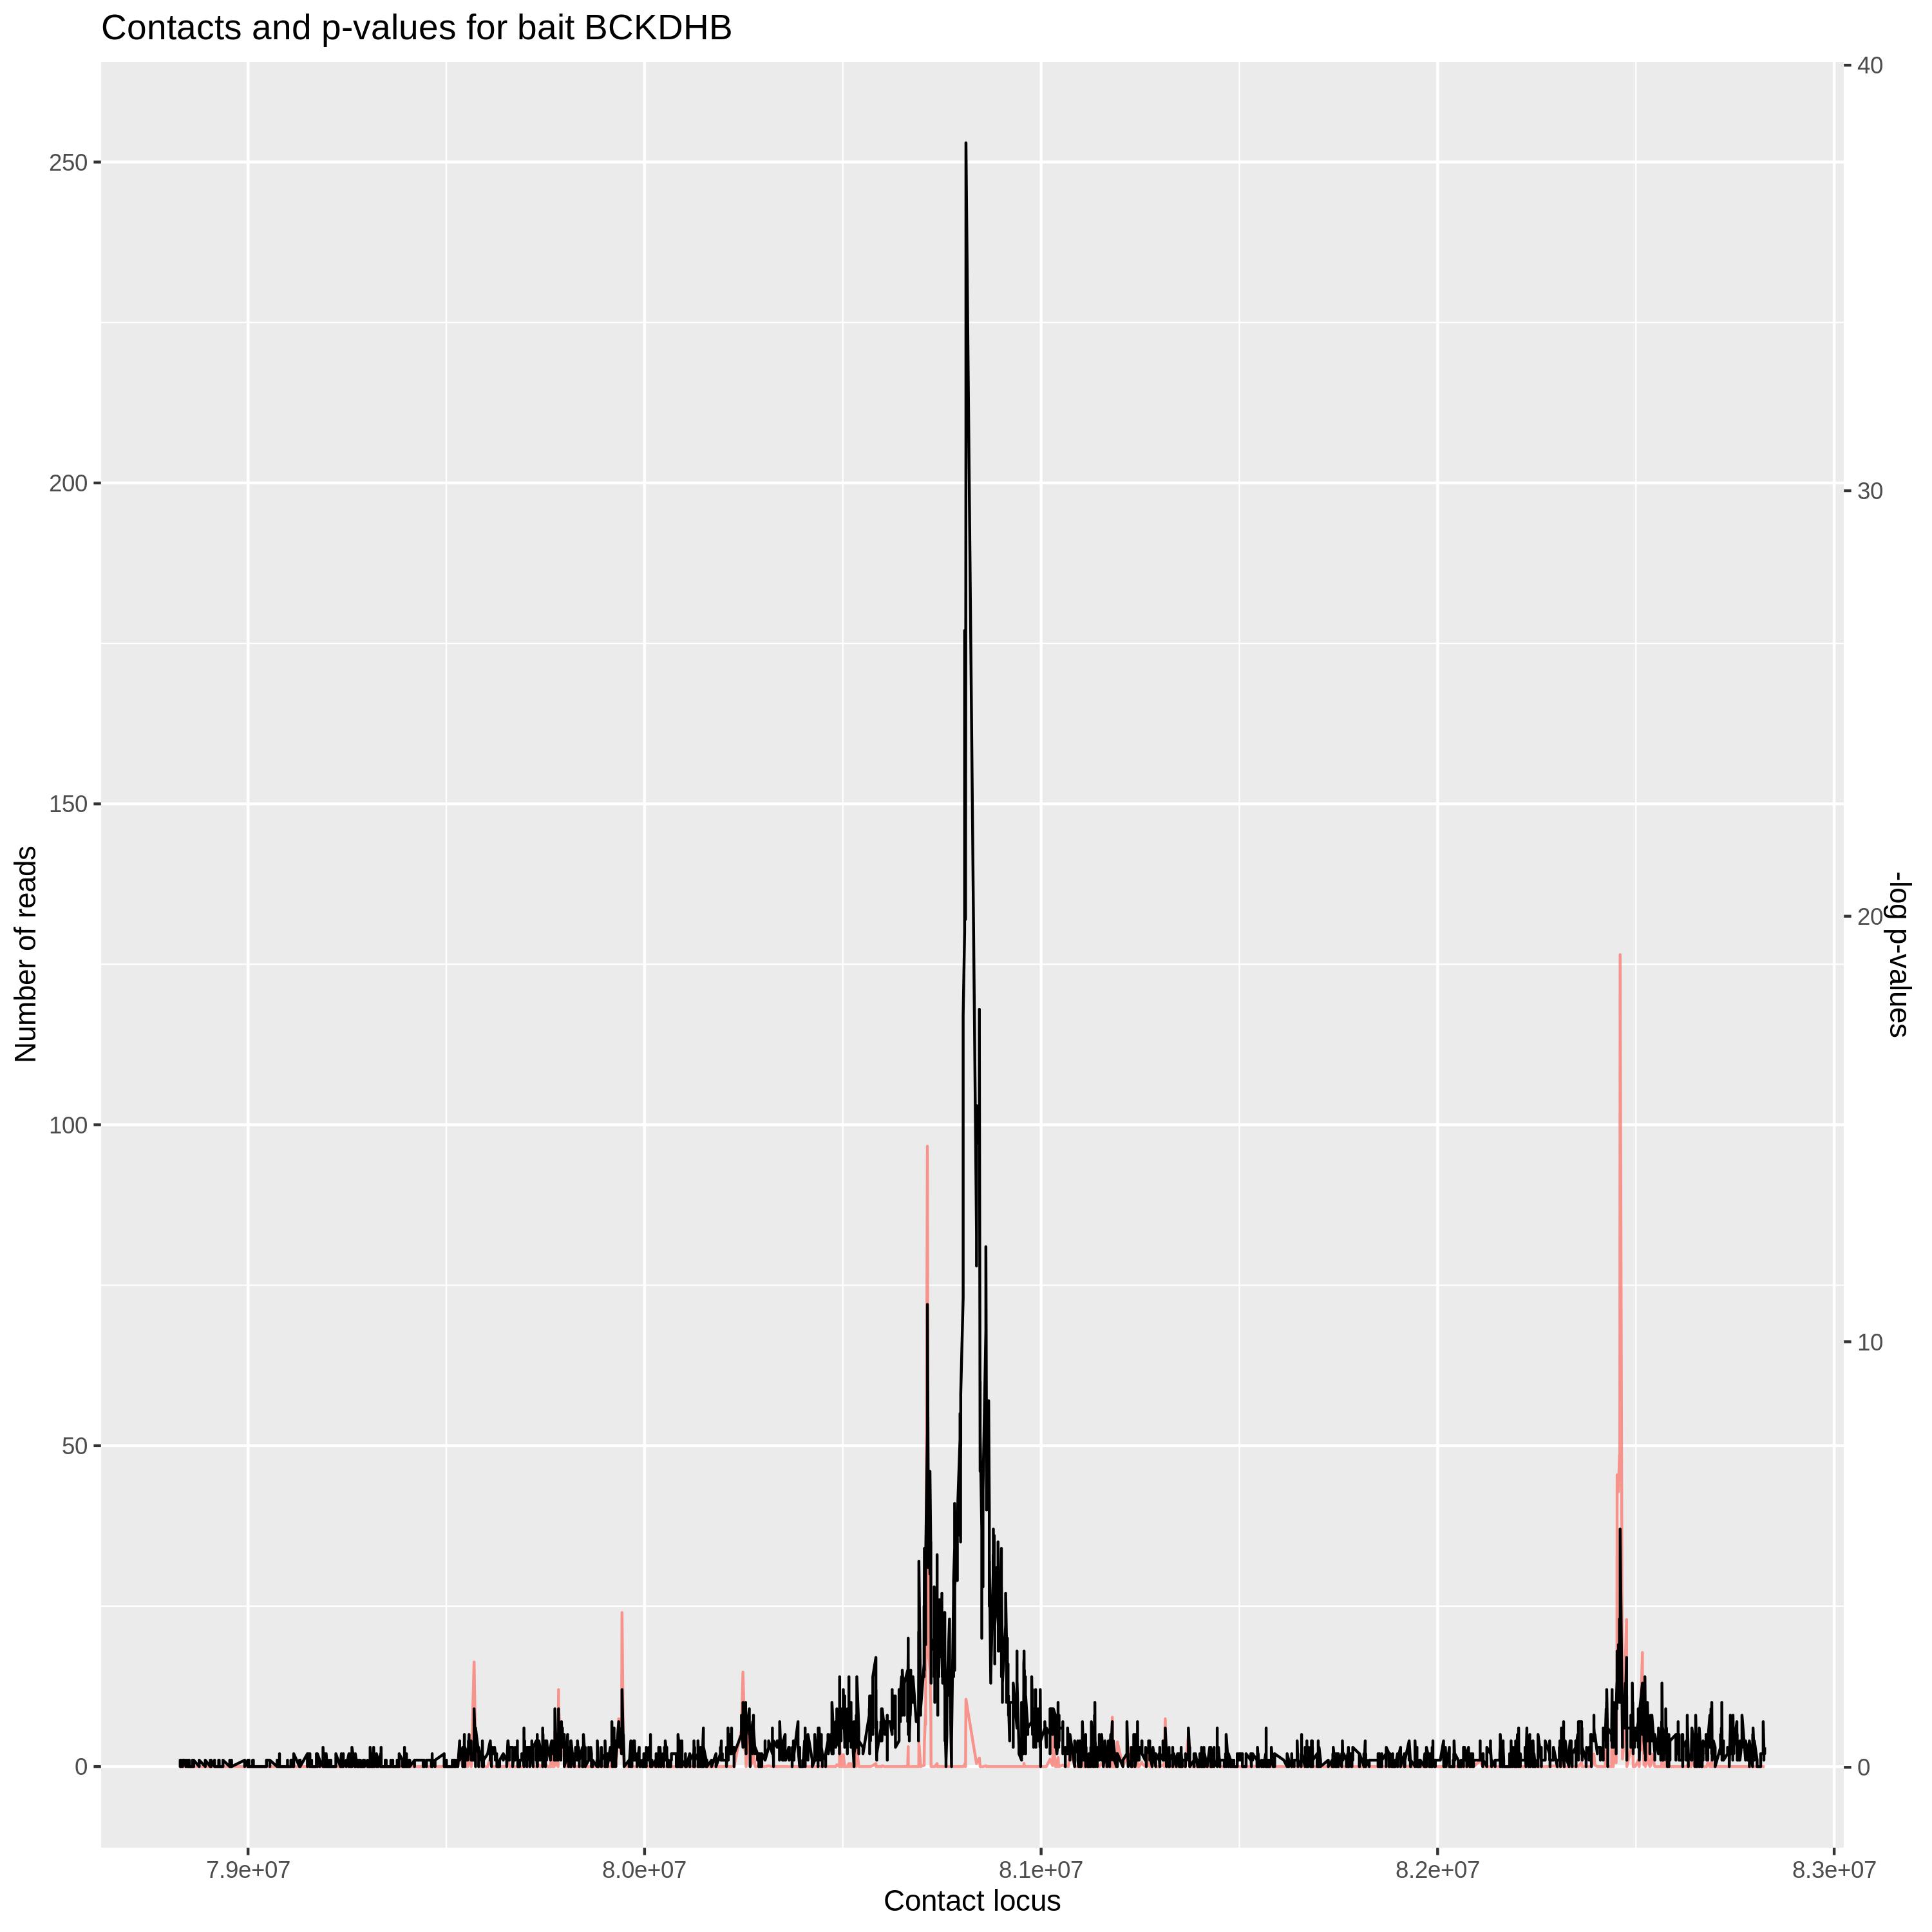 Contacts and p-values for bait BCKDHB
40
250
200
30
150
Number of reads
20
-log p-values
100
10
50
0
0
7.9e+07
8.0e+07
8.1e+07
8.2e+07
8.3e+07
Contact locus